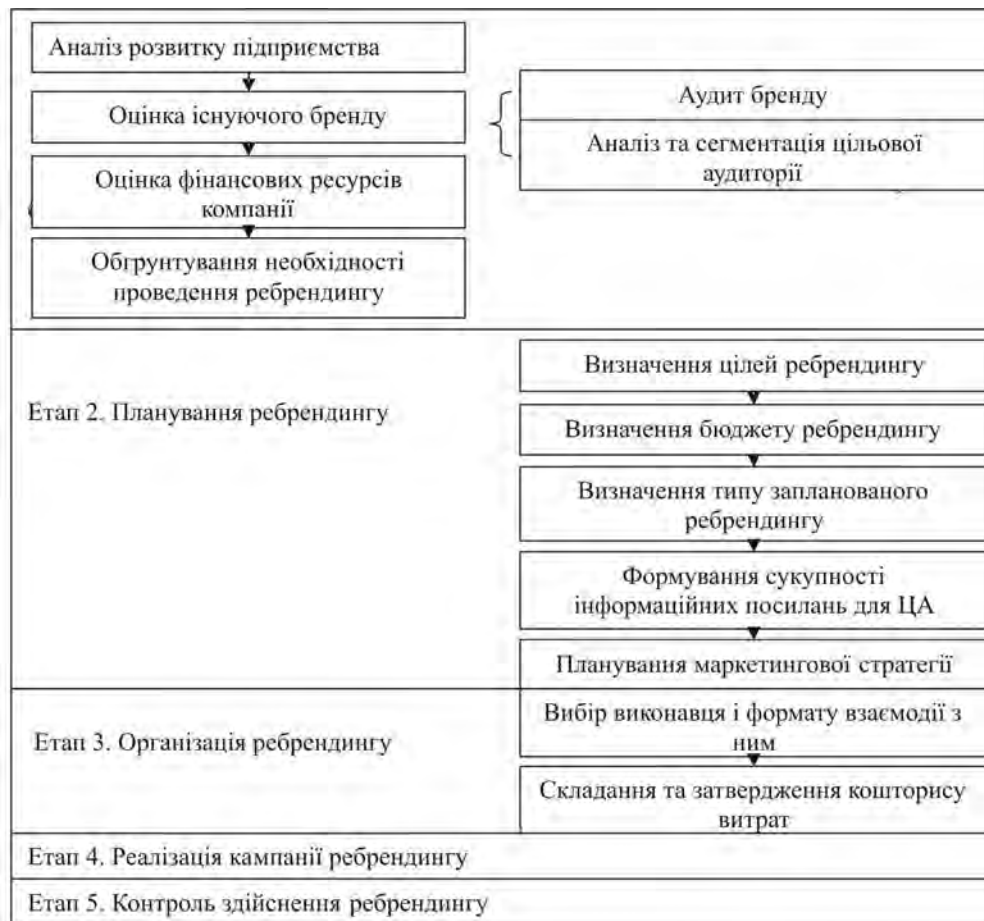 Аналіз розвитку підприємства
Оцінка існуючого бренду
Аудит бренду
Аналіз та сегментація цільової
аудиторії
Оцінка фінансових ресурсів
компанії
Обгрунтування необхідності
проведення ребрендингу
Етап 2. Планування ребрендингу
Визначення цілей ребрендингу
Визначення бюджету ребрендингу
Визначення типу запланованого
ребрендингу
Формування сукупності
інформаційних посилань для ЦА
Планування маркетингової стратегії
Етап 3. Організація ребрендингу
Вибір виконавця і формату взаємодії з
ним
Складання та затвердження кошторису
витрат
Етап 4. Реалізація кампанії ребрендингу
Етап 5. Контроль здійснення ребрендингу